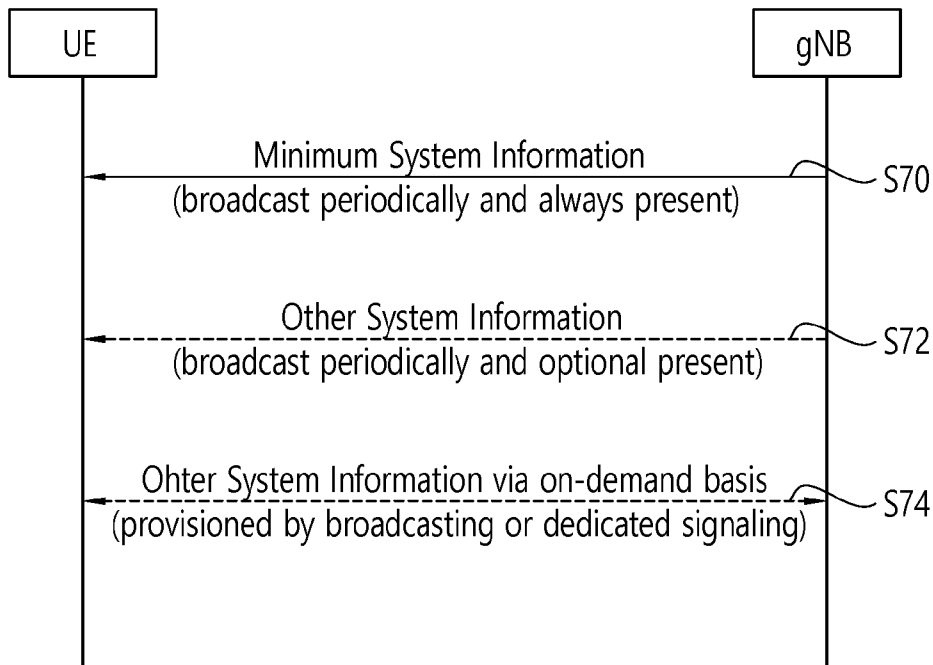 UE
gNB
Minimum System Information
(broadcast periodically and always present)
S70
Other System Information
(broadcast periodically and optional present)
S72
Ohter System Information via on-demand basis
(provisioned by broadcasting or dedicated signaling)
S74